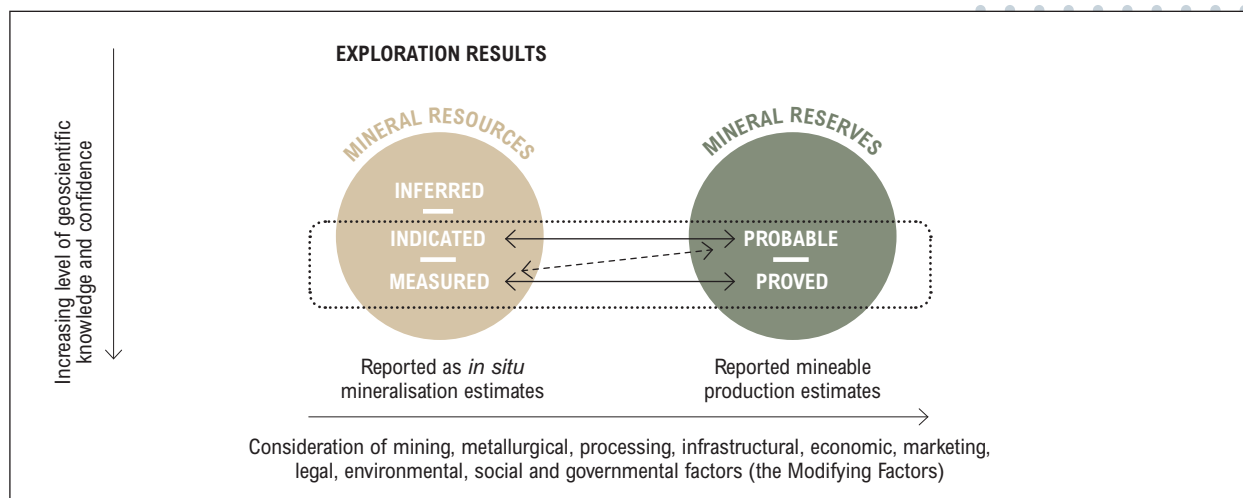 EXPLORATION RESULTS
Increasing level of geoscientific
knowledge and confidence
MINERAL RESOURCES
INFERRED
INDICATED
MEASURED
MINERAL RESERVES
PROBABLE
PROVED
Reported as in situ
mineralisation estimates
Reported mineable
production estimates
Consideration of mining, metallurgical, processing, infrastructural, economic, marketing,
legal, environmental, social and governmental factors (the Modifying Factors)